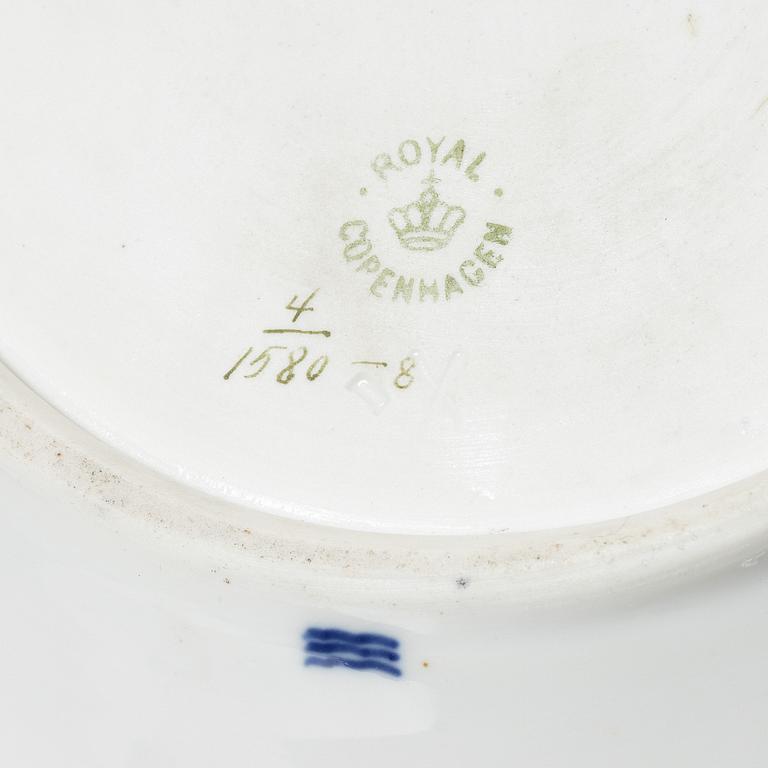 ROYAL
COPENHAGEN
4
1580 – 8